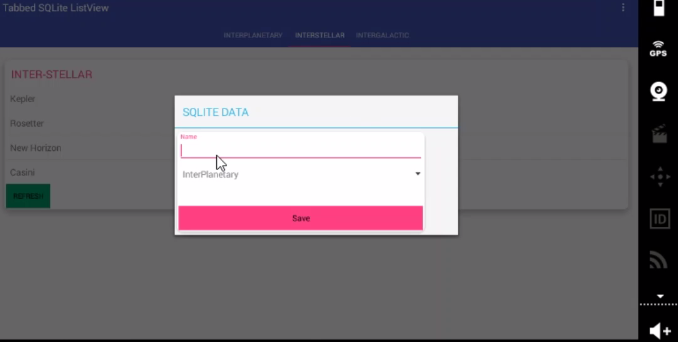 Tabbed SQLite ListView
INTERPLANETARY INTERSTELLAR INTERGALACTIC
INTER-STELLAR
Kepler
Rosetter
New Horizon
Casini
REFRESH
SQLITE DATA
Name
InterPlanetary
Save
GPS
ID